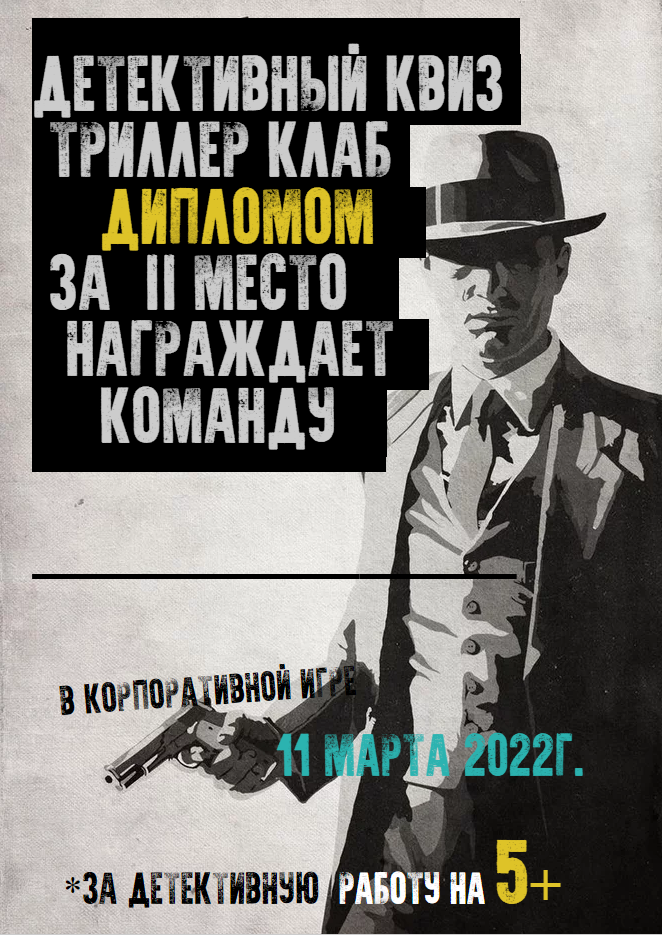 ДЕТЕКТИВНЫЙ КВИЗ
ТРИЛЛЕР КЛАБ
ДИПЛОМОМ
ЗА II МЕСТО
НАГРАЖДАЕТ
КОМАНДУ
В КОРПОРАТИВНОЙ ИГРЕ
11 МАРТА 2022Г.
*ЗА ДЕТЕКТИВНУЮ РАБОТУ НА 5+